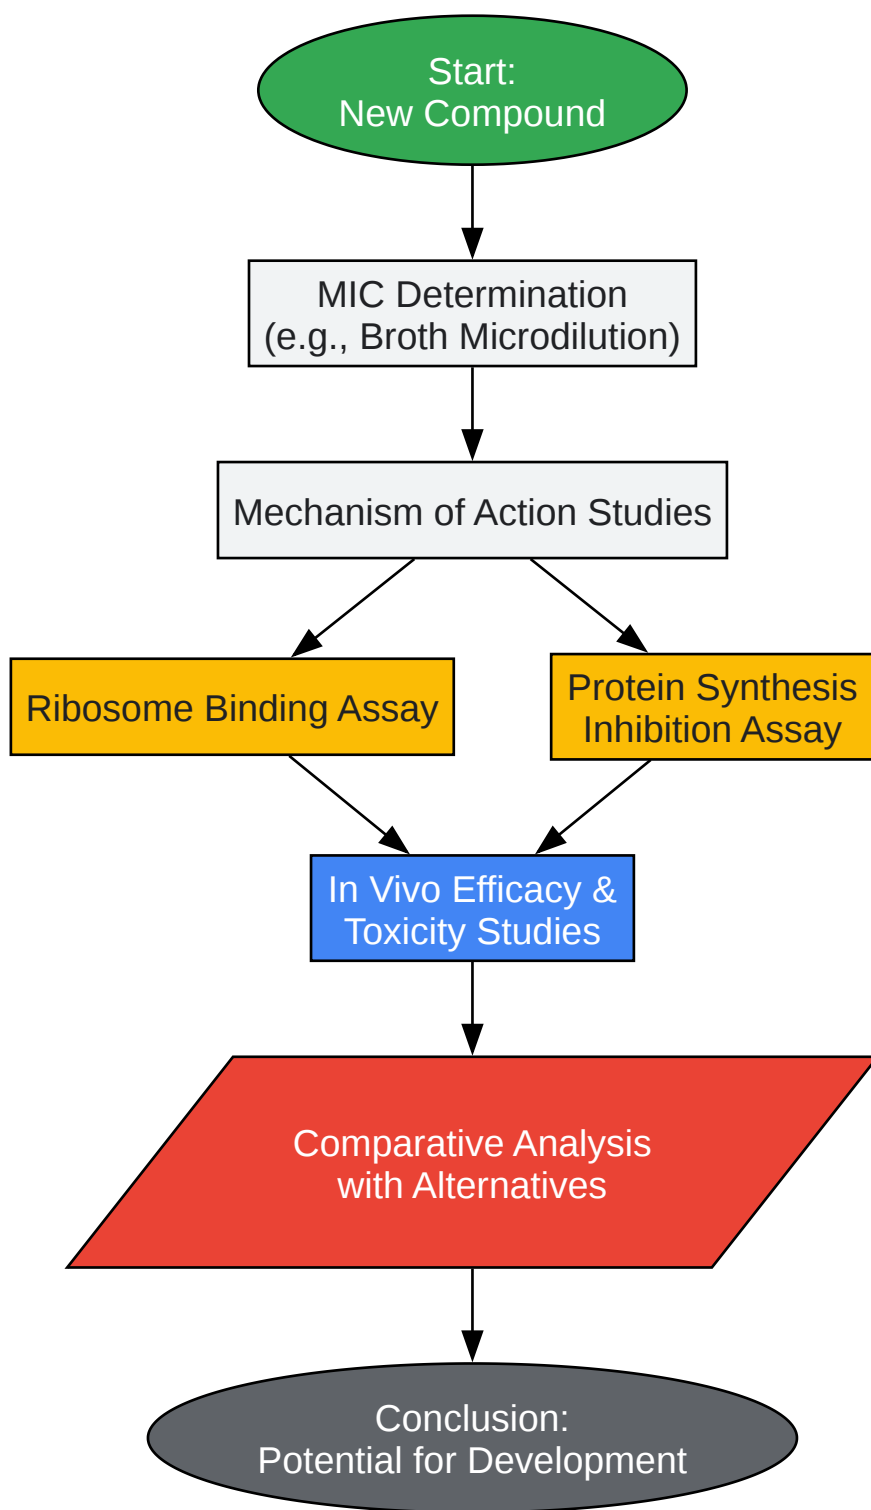 Start:
New Compound
MIC Determination
(e.g., Broth Microdilution)
Mechanism of Action Studies
Ribosome Binding Assay
Protein Synthesis
Inhibition Assay
In Vivo Efficacy &
Toxicity Studies
Comparative Analysis
with Alternatives
Conclusion:
Potential for Development